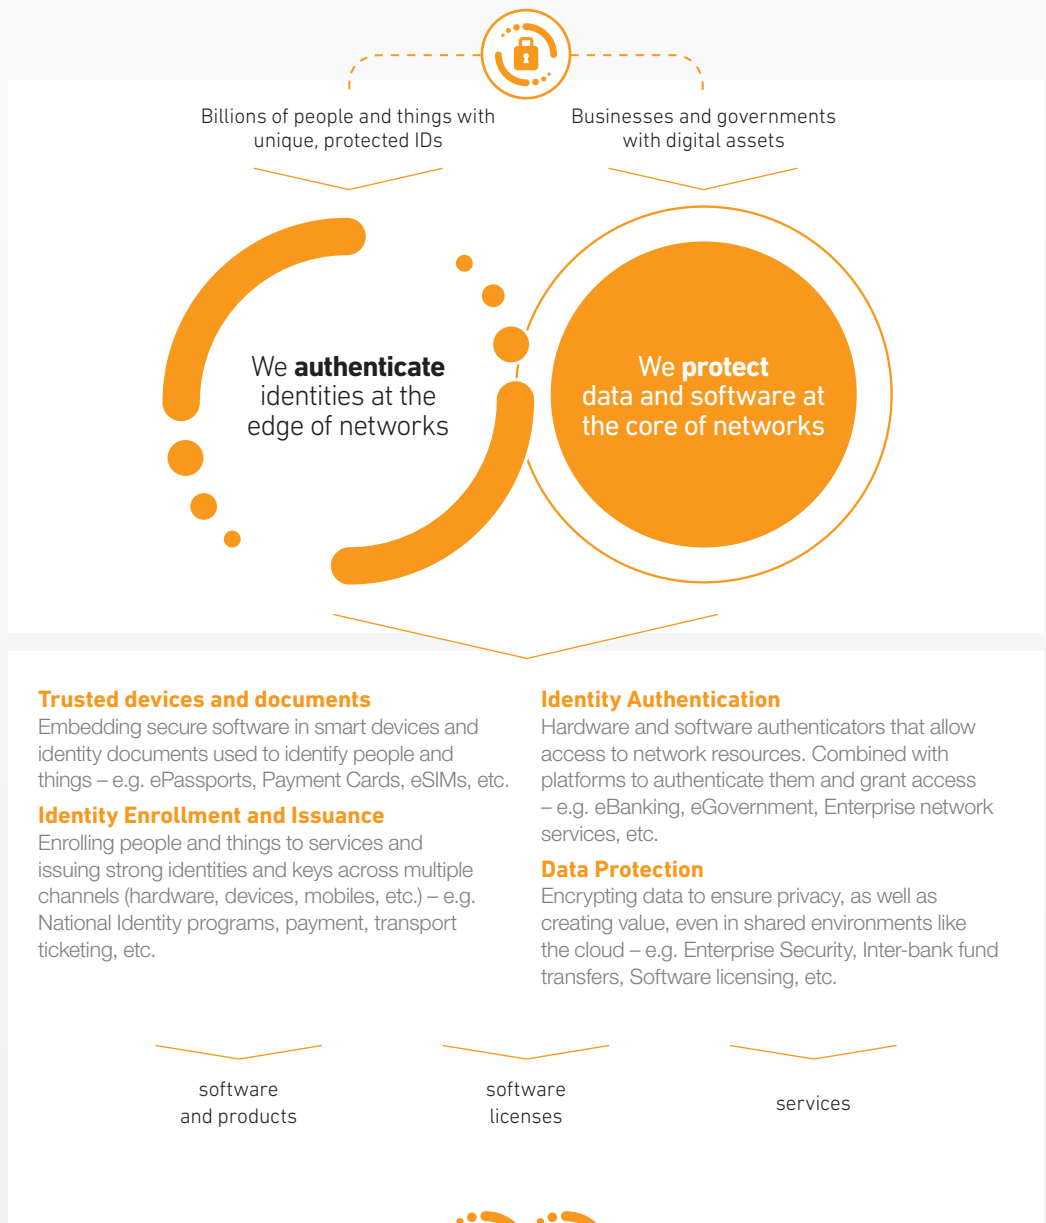 Billions of people and things with
unique, protected IDs
Businesses and governments
with digital assets
We authenticate
identities at the
edge of networks
We protect
data and software at
the core of networks
Trusted devices and documents
Embedding secure software in smart devices and
identity documents used to identify people and
things – e.g. ePassports, Payment Cards, eSIMs, etc.
Identity Enrollment and Issuance
Enrolling people and things to services and
issuing strong identities and keys across multiple
channels (hardware, devices, mobiles, etc.) – e.g.
National Identity programs, payment, transport
ticketing, etc.
Identity Authentication
Hardware and software authenticators that allow
access to network resources. Combined with
platforms to authenticate them and grant access
– e.g. eBanking, eGovernment, Enterprise network
services, etc.
Data Protection
Encrypting data to ensure privacy, as well as
creating value, even in shared environments like
the cloud – e.g. Enterprise Security, Inter-bank fund
transfers, Software licensing, etc.
software
and products
software
licenses
services